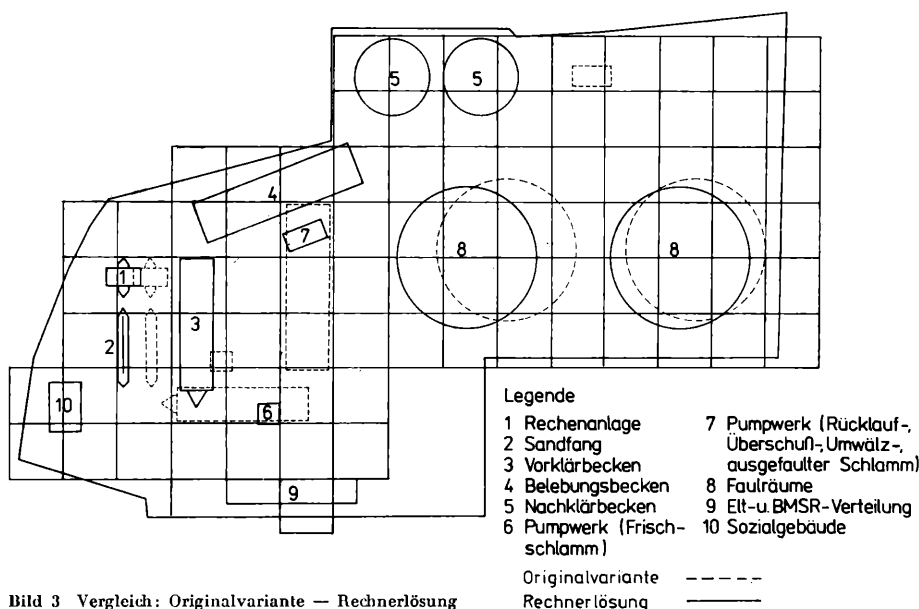 5
5
4
7
8
8
1
3
2
10
6
9
Legende
1 Rechenanlage
2 Sandfang
3 Vorklärbecken
4 Belebungsbecken
5 Nachklärbecken
6 Pumpwerk (Frisch-
schlamm)
7 Pumpwerk (Rücklauf-,
Überschuß-, Umwälz-,
ausgefaulter Schlamm)
8 Faulräume
9 Elt-u. BMSR-Verteilung
10 Sozialgebäude
Originalvariante
Rechnerlösung
Bild 3 Vergleich: Originalvariante — Rechnerlösung